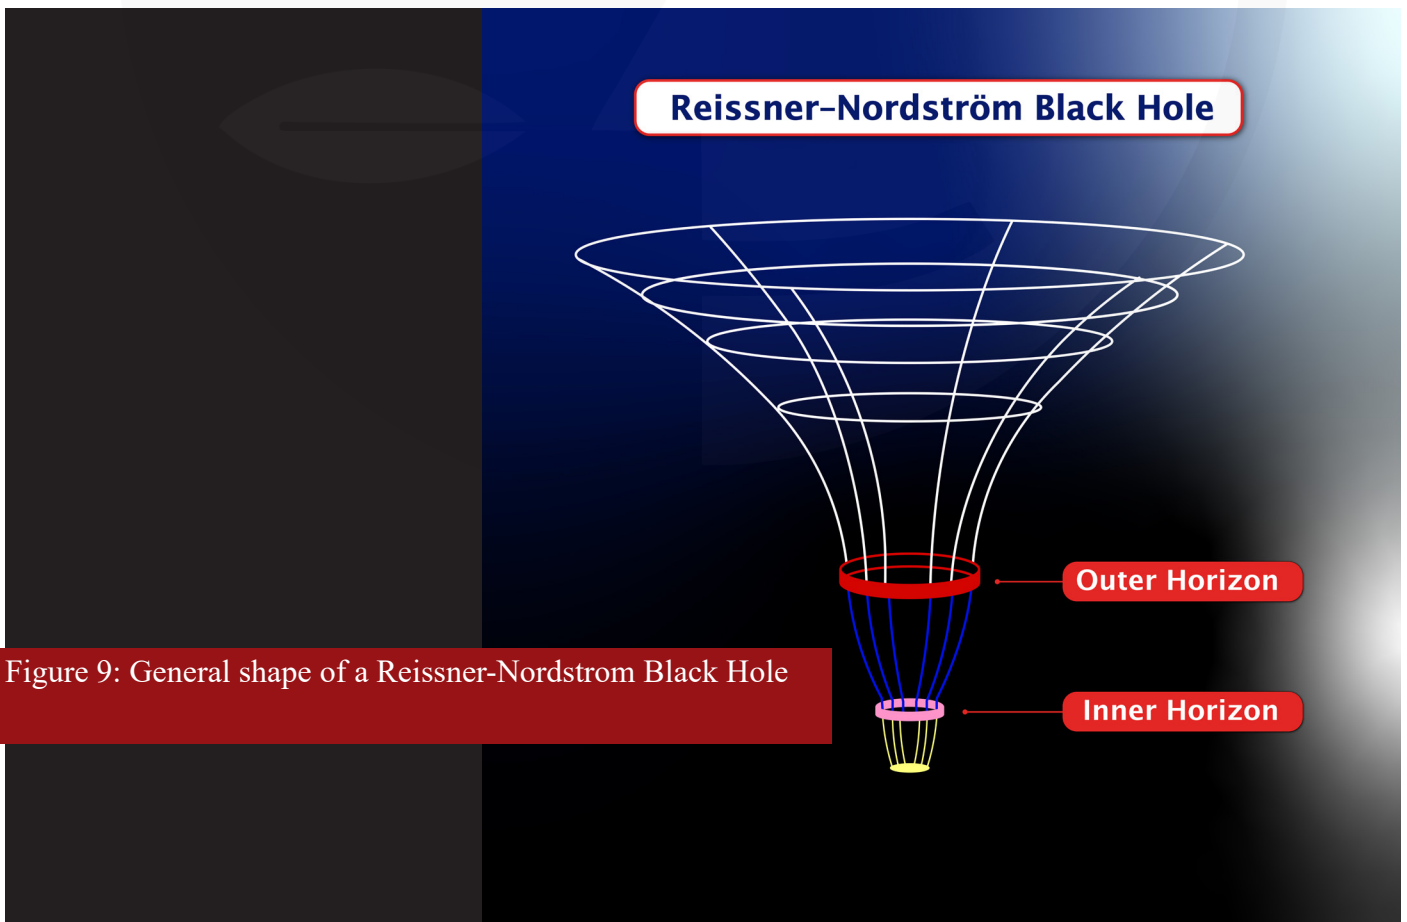 Reissner–Nordström Black Hole
Outer Horizon
Figure 9: General shape of a Reissner-Nordstrom Black Hole
Inner Horizon